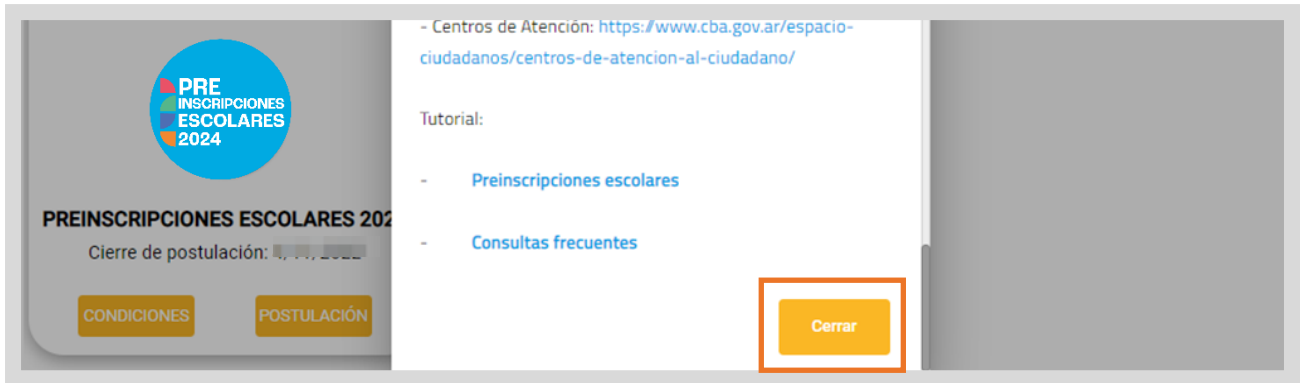 PRE
INSCRIPCIONES
ESCOLARES
2024
PREINSCRIPCIONES ESCOLARES 202
Cierre de postulación:
CONDICIONES
POSTULACIÓN
- Centros de Atención: https://www.cba.gov.ar/espacio-
ciudadanos/centros-de-atencion-al-ciudadano/
Tutorial:
- Preinscripciones escolares
- Consultas frecuentes
Cerrar